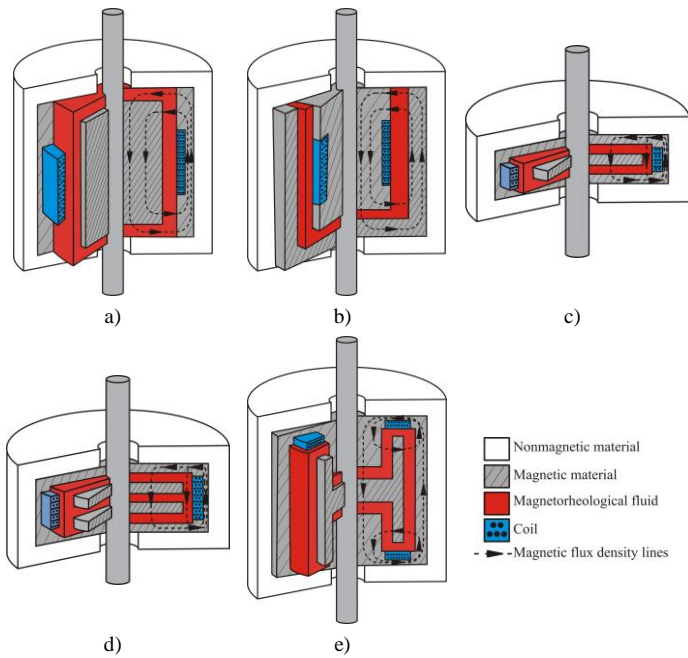 a)
b)
c)
d)
e)
Nonmagnetic material
Magnetic material
Magnetorheological fluid
Coil
Magnetic flux density lines